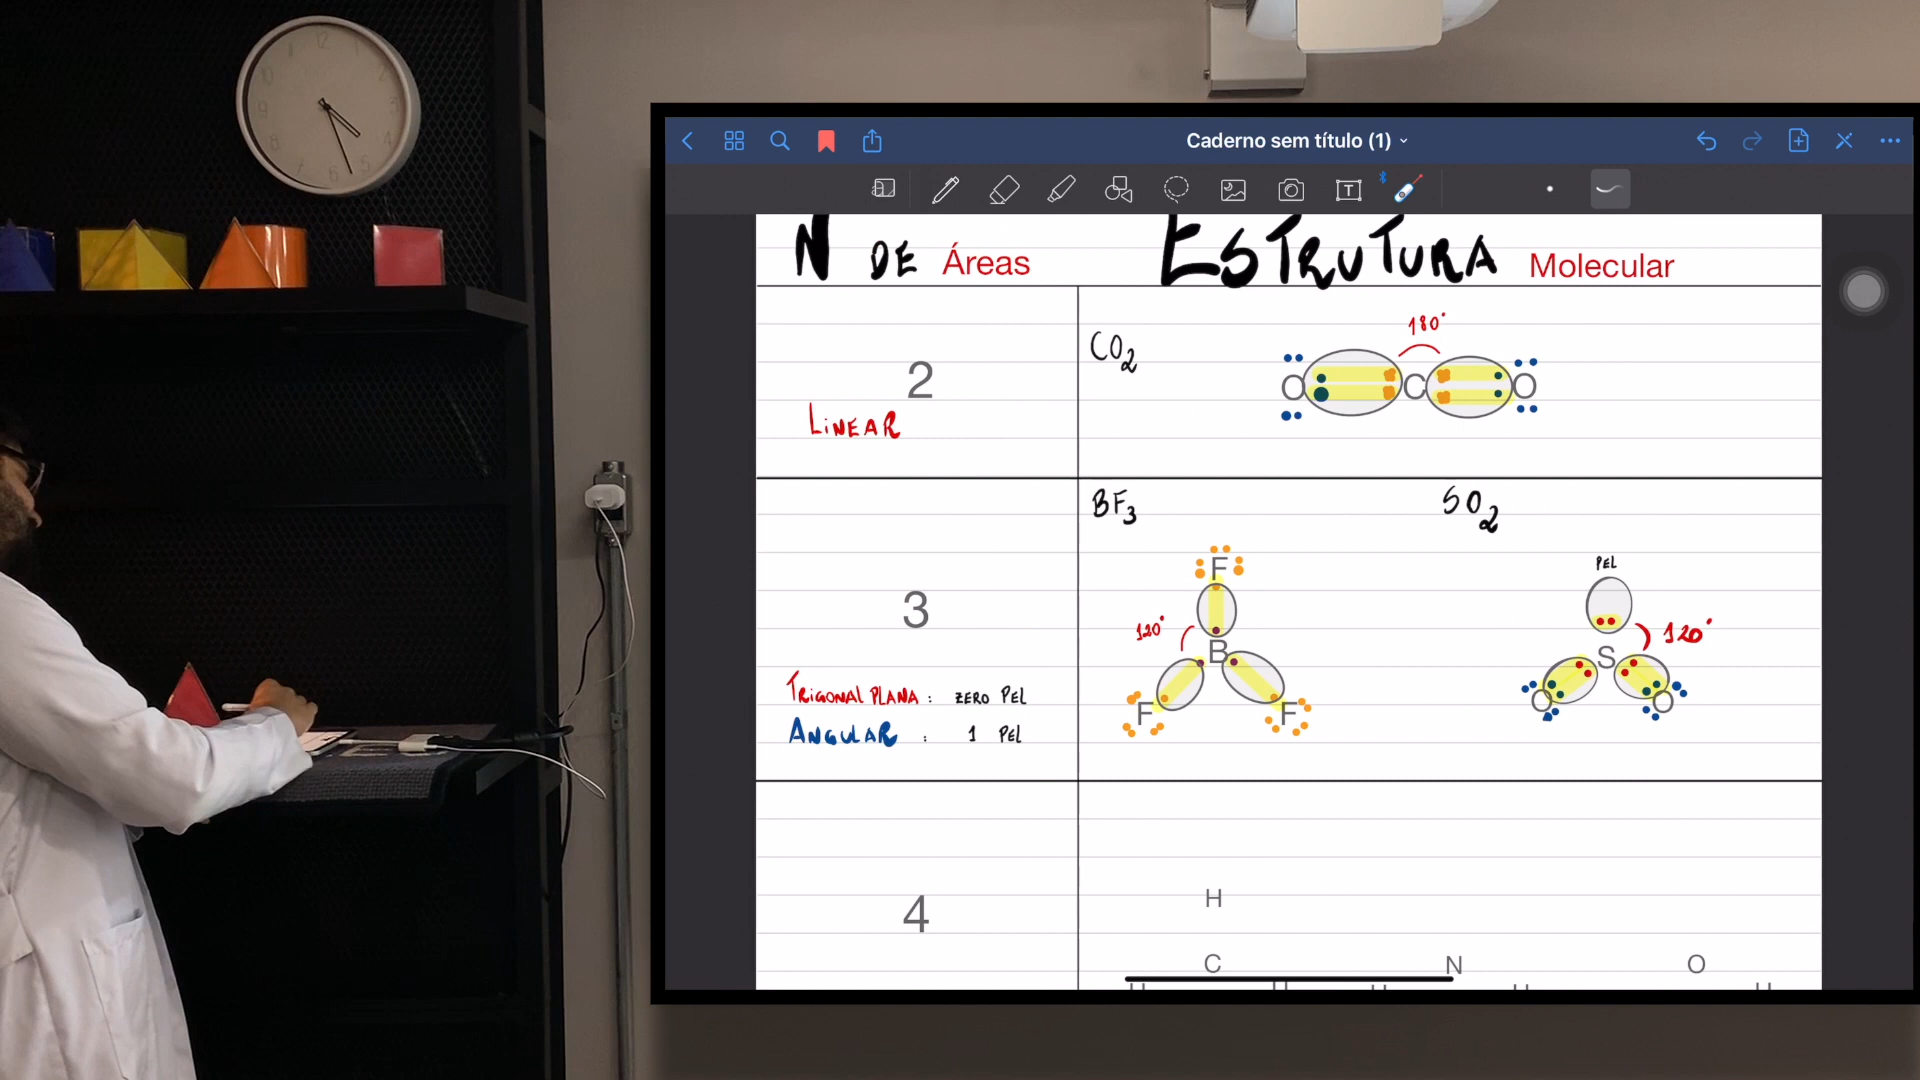 12
Caderno sem título (1)
T
N DE Áreas
ESTRUTURA Molecular
2
LINEAR
CO2
180°
O C O
3
TRIGONAL PLANA : ZERO PEL
ANGULAR : 1 PEL
BF3
F
120°
B
F F
SO2
PEL
120°
S
O O
4
H
C N O